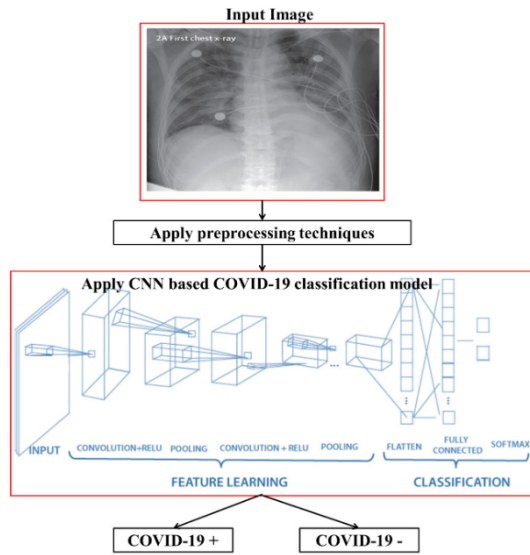 Input Image
2A First chest x-ray
Apply preprocessing techniques
Apply CNN based COVID-19 classification model
INPUT CONVOLUTION+RELU POOLING CONVOLUTION + RELU POOLING FLATTEN FULLY CONNECTED SOFTMAX
FEATURE LEARNING CLASSIFICATION
COVID-19 + COVID-19 -